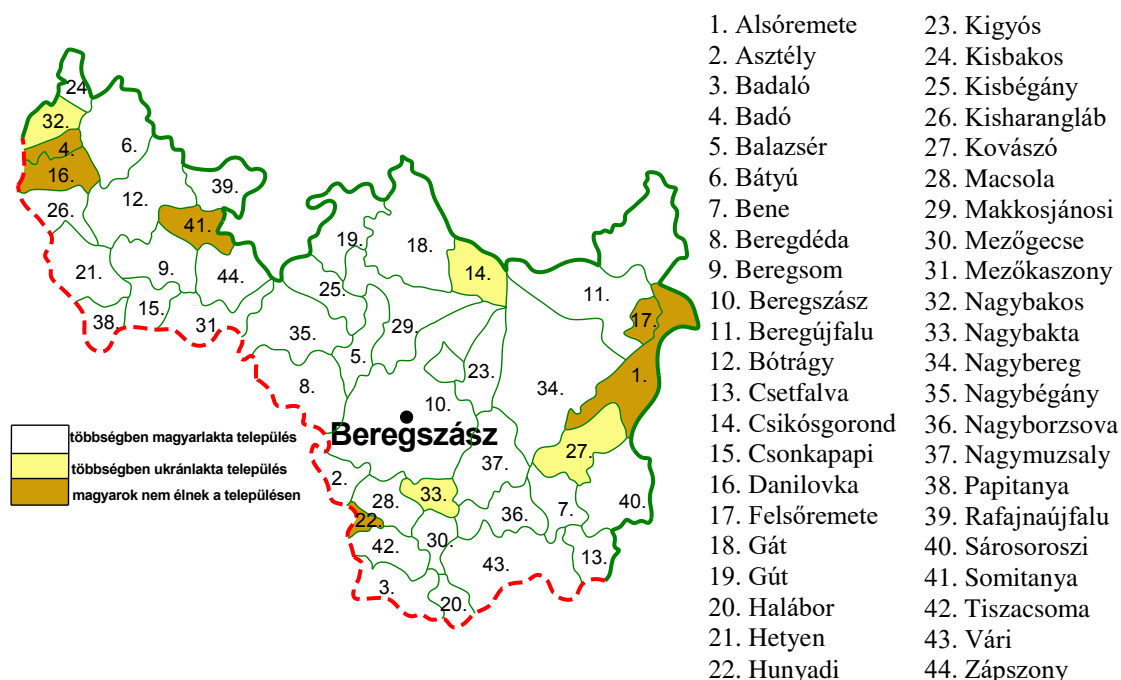 24.
32.
4.
6.
16.
39.
12.
26.
41.
19.
18.
21.
9.
44.
14.
25.
11.
15.
38.
31.
17.
29.
35.
5.
23.
1.
8.
34.
10.
Beregszász
37.
27.
2.
33.
28.
40.
22.
36.
7.
42.
30.
43.
13.
3.
20.
többségben magyarlakta település
többségben ukránlakta település
magyarok nem élnek a településen
1. Alsóremete
2. Asztély
3. Badaló
4. Badó
5. Balazsér
6. Bátyú
7. Bene
8. Beregdéda
9. Beregsom
10. Beregszász
11. Beregújfalu
12. Bótrágy
13. Csetfalva
14. Csikósgorond
15. Csonkapapi
16. Danilovka
17. Felsőremete
18. Gát
19. Gút
20. Halábor
21. Hetyen
22. Hunyadi
23. Kigyós
24. Kisbakos
25. Kisbégány
26. Kisharangláb
27. Kovászó
28. Macsola
29. Makkosjánosi
30. Mezőgecse
31. Mezőkaszony
32. Nagybakos
33. Nagybakta
34. Nagybereg
35. Nagybégány
36. Nagyborzsova
37. Nagymuzsaly
38. Papitanya
39. Rafajnaújfalu
40. Sárosoroszi
41. Somitanya
42. Tiszacsoma
43. Vári
44. Zápszony